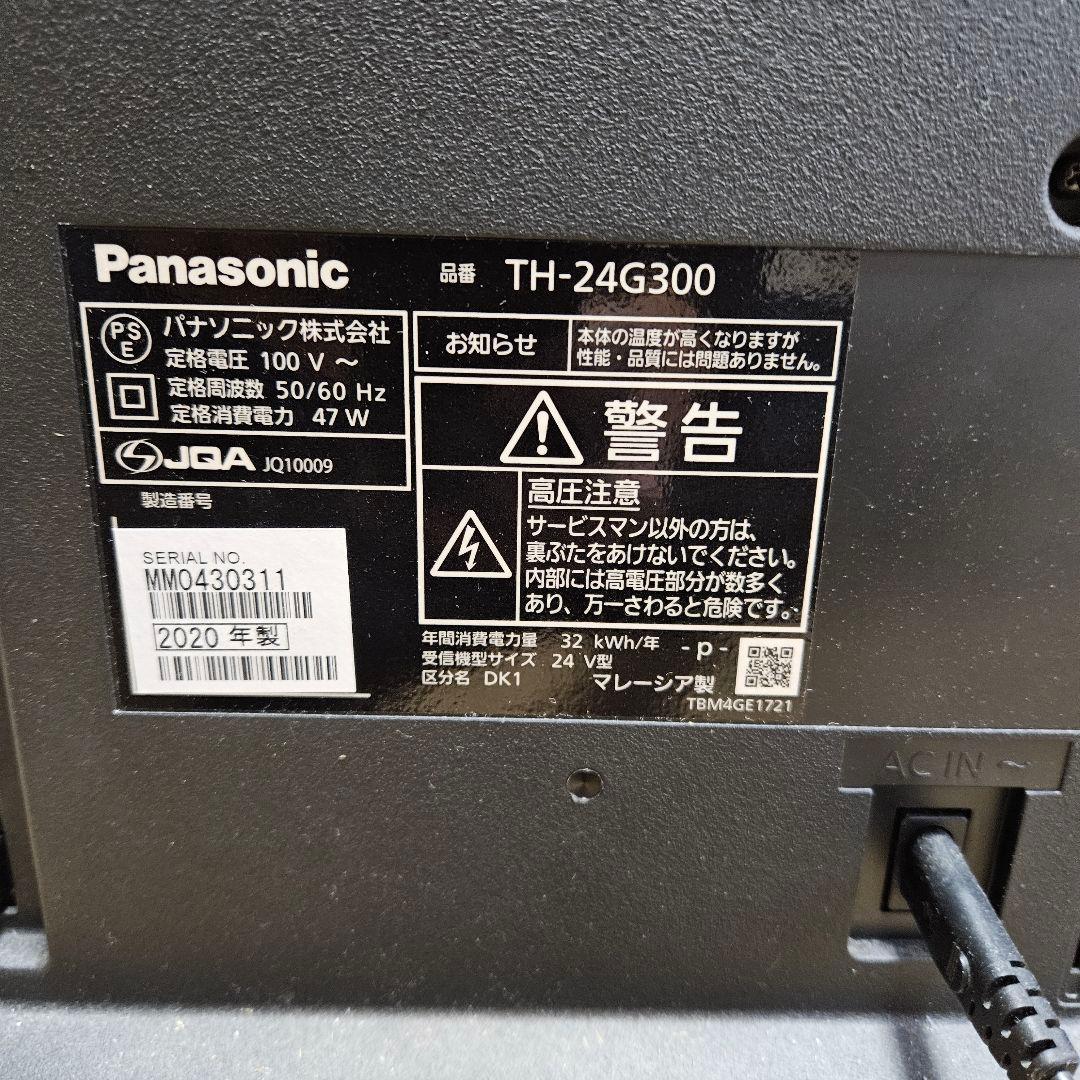 Panasonic 品番 TH-24G300
PS
E
パナソニック株式会社
定格電圧 100 V ～
定格周波数 50/60 Hz
定格消費電力 47 W
JQA JQ10009
製造番号
SERIAL NO.
MM0430311
2020 年製
お知らせ
本体の温度が高くなりますが
性能・品質には問題ありません。
警告
高圧注意
サービスマン以外の方は、
裏ぶたをあけないでください。
内部には高電圧部分が数多く
あり、万一さわると危険です。
年間消費電力量 32 kWh/年 - p -
受信機型サイズ 24 V型
区分名 DK1 マレーシア製
TBM4GE1721
AC IN ～